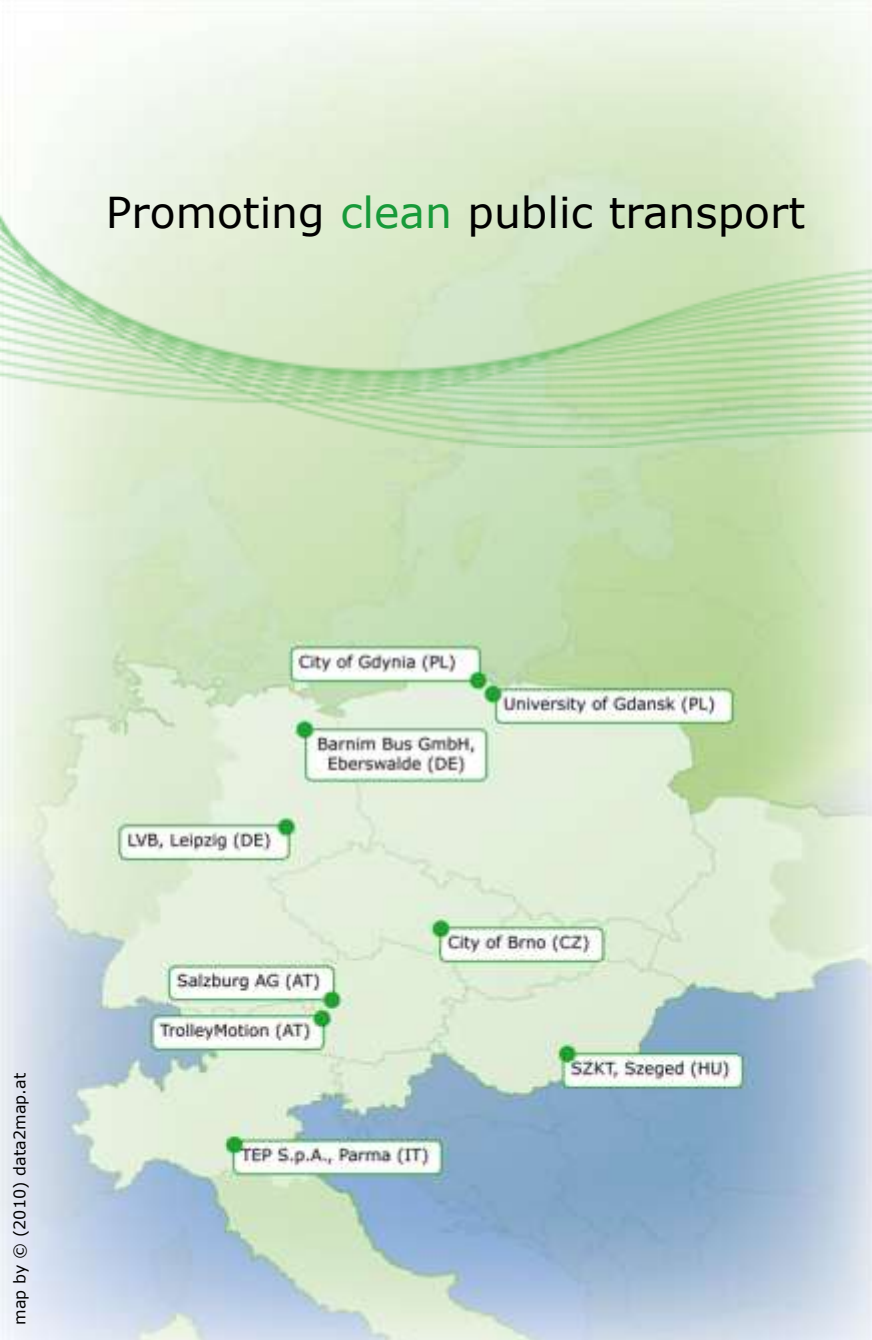 Promoting clean public transport
City of Gdynia (PL)
University of Gdansk (PL)
Barnim Bus GmbH,
Eberswalde (DE)
LVB, Leipzig (DE)
City of Brno (CZ)
Salzburg AG (AT)
TrolleyMotion (AT)
SZKT, Szeged (HU)
TEP S.p.A., Parma (IT)
map by © (2010) data2map.at